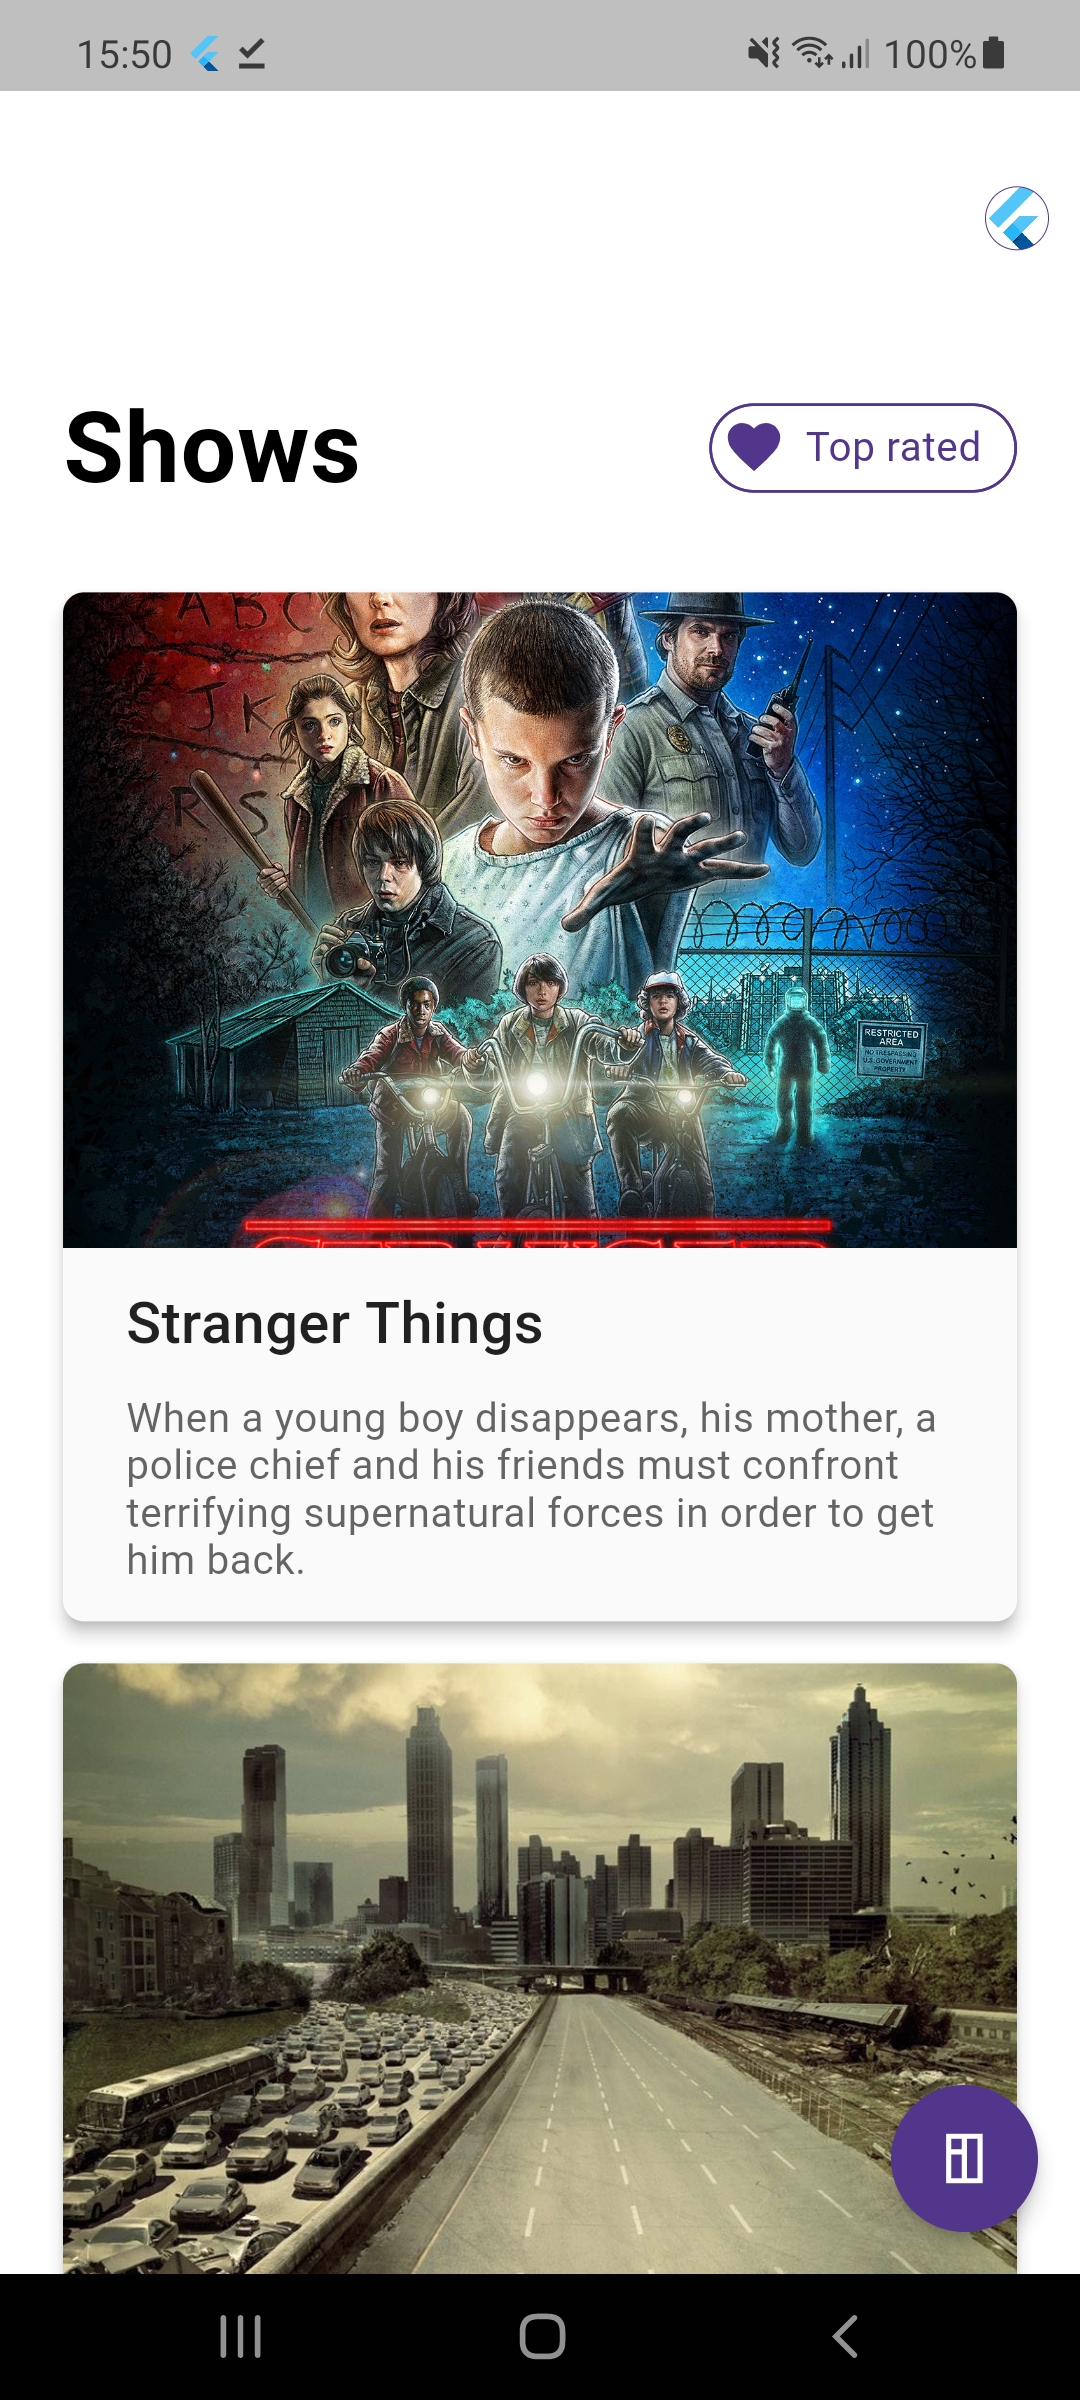 15:50
100%
Shows
Top rated
A B C
J K
R S
RESTRICTED
AREA
NO TRESPASSING
U.S. GOVERNMENT
PROPERTY
Stranger Things
When a young boy disappears, his mother, a
police chief and his friends must confront
terrifying supernatural forces in order to get
him back.